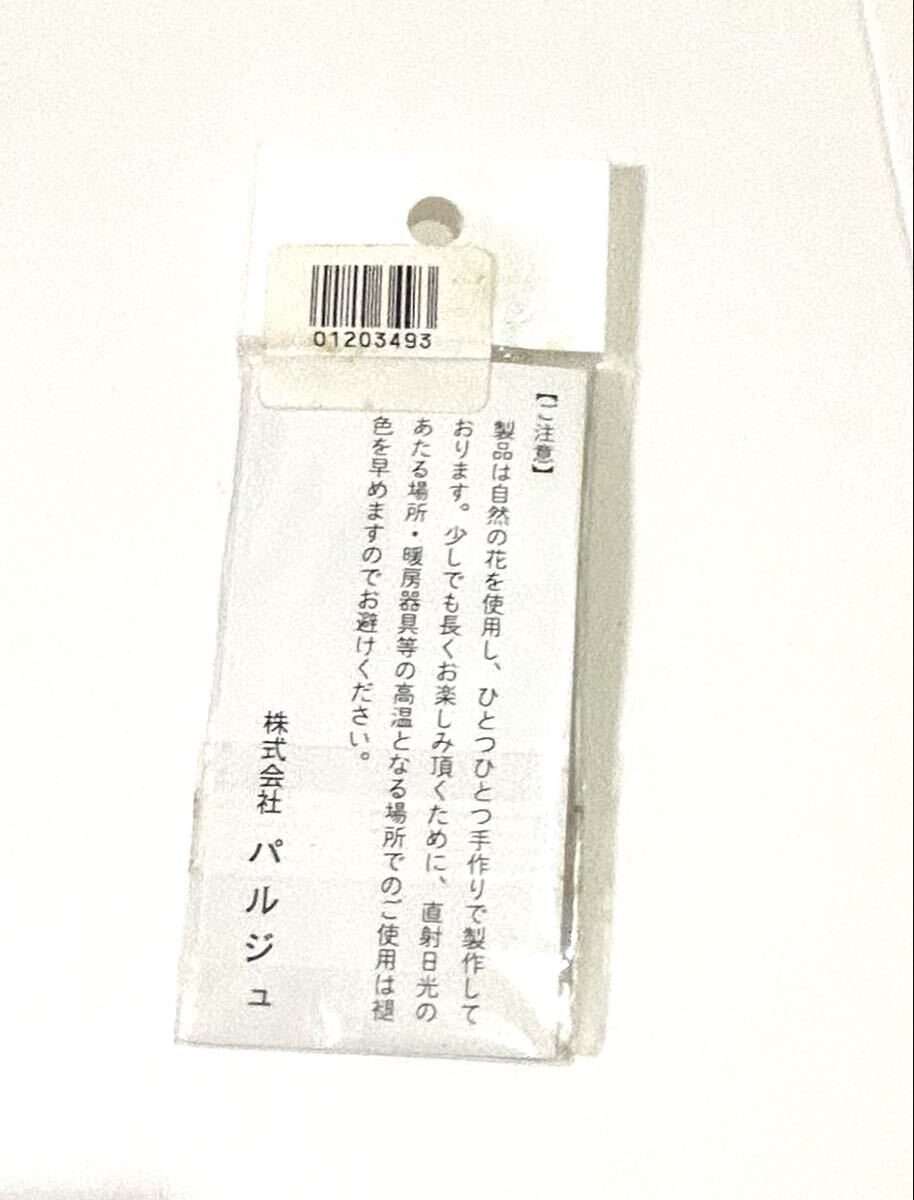 01203493
【ご注意】
製品は自然の花を使用し、ひとつひとつ手作りで製作して
おります。少しでも長くお楽しみ頂くために、直射日光の
あたる場所・暖房器具等の高温となる場所でのご使用は褪
色を早めますのでお避けください。
株式会社 パルジュ